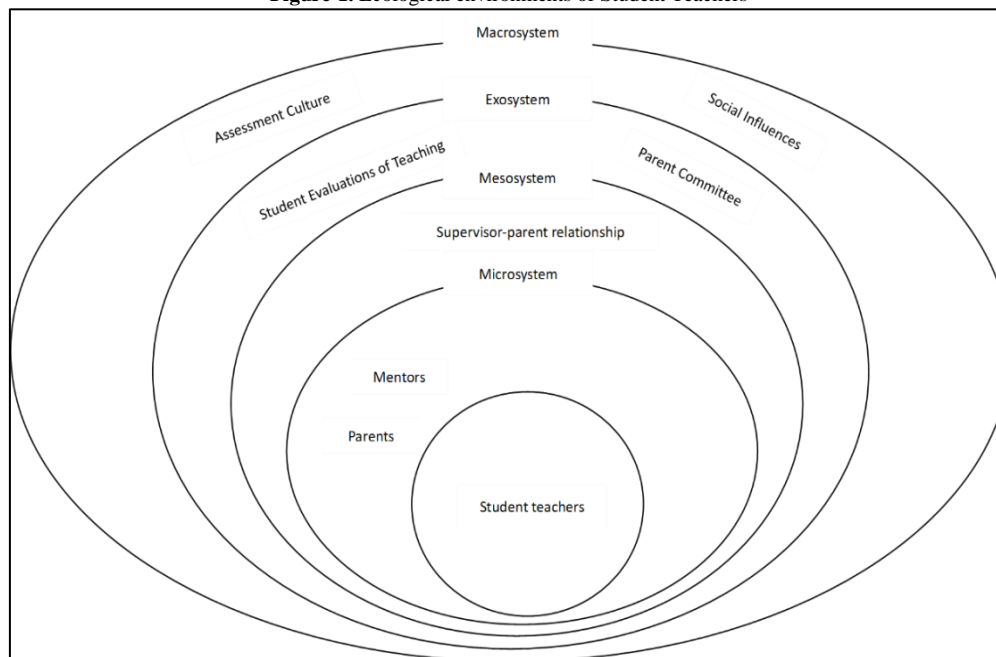 Figure 1. Ecological environments of Student Teachers
Macrosystem
Assessment Culture
Social Influences
Exosystem
Student Evaluations of Teaching
Parent Committee
Mesosystem
Supervisor-parent relationship
Microsystem
Mentors
Parents
Student teachers